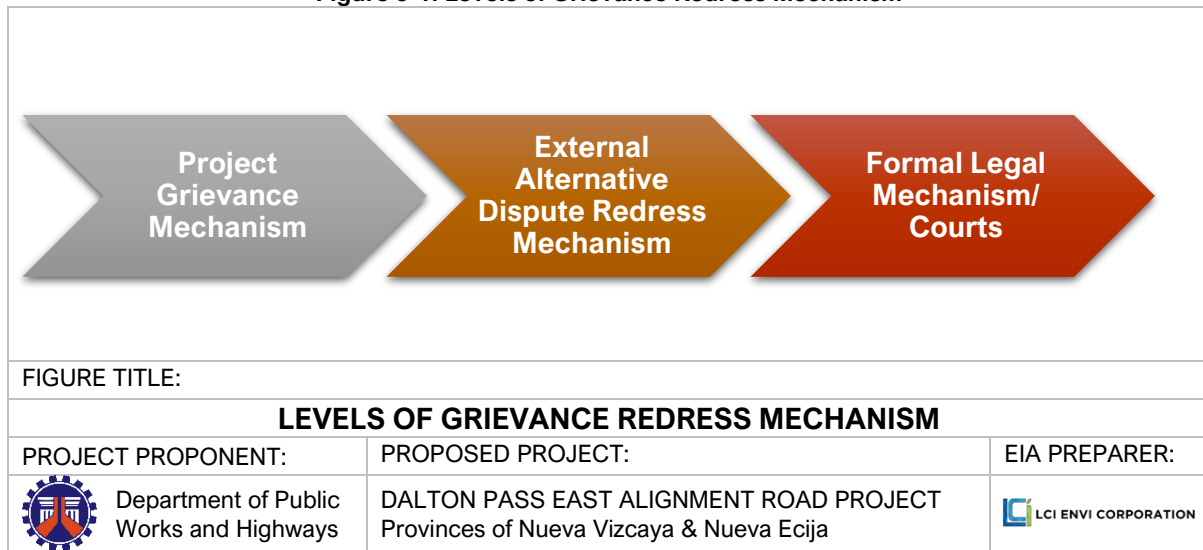 Project
Grievance
Mechanism
External
Alternative
Dispute Redress
Mechanism
Formal Legal
Mechanism/
Courts
FIGURE TITLE:
LEVELS OF GRIEVANCE REDRESS MECHANISM
PROJECT PROPONENT:
Department of Public
Works and Highways
PROPOSED PROJECT:
DALTON PASS EAST ALIGNMENT ROAD PROJECT
Provinces of Nueva Vizcaya & Nueva Ecija
EIA PREPARER:
LCI ENVI CORPORATION